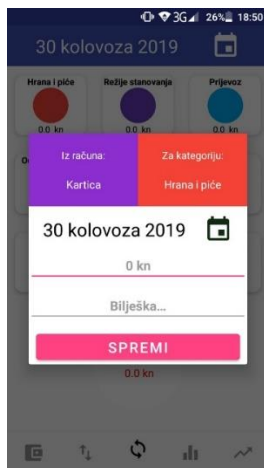 3G 26% 18:50
30 kolovoza 2019
Hrana i piće
Režije stanovanja
Prijevoz
0.0 kn
0.0 kn
0.0 kn
Iz računa:
Za kategoriju:
Kartica
Hrana i piće
30 kolovoza 2019
0 kn
Bilješka...
SPREMI
0.0 kn